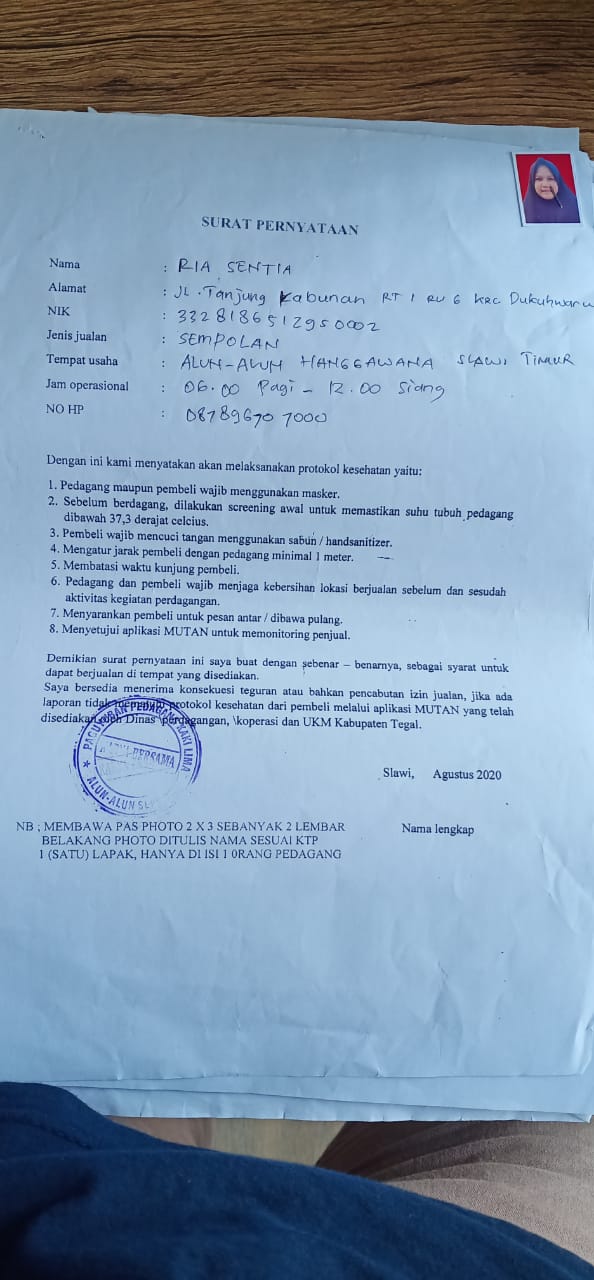 SURAT PERNYATAAN
Nama : RIA SENTIA
Alamat : JL. Tanjung Kabunan RT 1 RW 6 kec. Dukuhwaru
NIK : 3328186512950002
Jenis jualan : SEMPOLAN
Tempat usaha : ALUN-ALUN HANGGAWANA SLAWI TIMUR
Jam operasional : 06.00 Pagi - 12.00 Siang
NO HP : 087896707000
Dengan ini kami menyatakan akan melaksanakan protokol kesehatan yaitu:
1. Pedagang maupun pembeli wajib menggunakan masker.
2. Sebelum berdagang, dilakukan screening awal untuk memastikan suhu tubuh pedagang
dibawah 37,3 derajat celcius.
3. Pembeli wajib mencuci tangan menggunakan sabun / handsanitizer.
4. Mengatur jarak pembeli dengan pedagang minimal 1 meter.
5. Membatasi waktu kunjung pembeli.
6. Pedagang dan pembeli wajib menjaga kebersihan lokasi berjualan sebelum dan sesudah
aktivitas kegiatan perdagangan.
7. Menyarankan pembeli untuk pesan antar / dibawa pulang.
8. Menyetujui aplikasi MUTAN untuk memonitoring penjual.
Demikian surat pernyataan ini saya buat dengan sebenar – benarnya, sebagai syarat untuk
dapat berjualan di tempat yang disediakan.
Saya bersedia menerima konsekuesi teguran atau bahkan pencabutan izin jualan, jika ada
laporan tidak memenuhi protokol kesehatan dari pembeli melalui aplikasi MUTAN yang telah
disediakan oleh Dinas \perdagangan, \koperasi dan UKM Kabupaten Tegal.
PAGUYUBAN PEDAGANG KAKI LIMA
BERSAMA
ALUN-ALUN
Slawi, Agustus 2020
Nama lengkap
NB ; MEMBAWA PAS PHOTO 2 X 3 SEBANYAK 2 LEMBAR
BELAKANG PHOTO DITULIS NAMA SESUAI KTP
1 (SATU) LAPAK, HANYA DI ISI 1 0RANG PEDAGANG